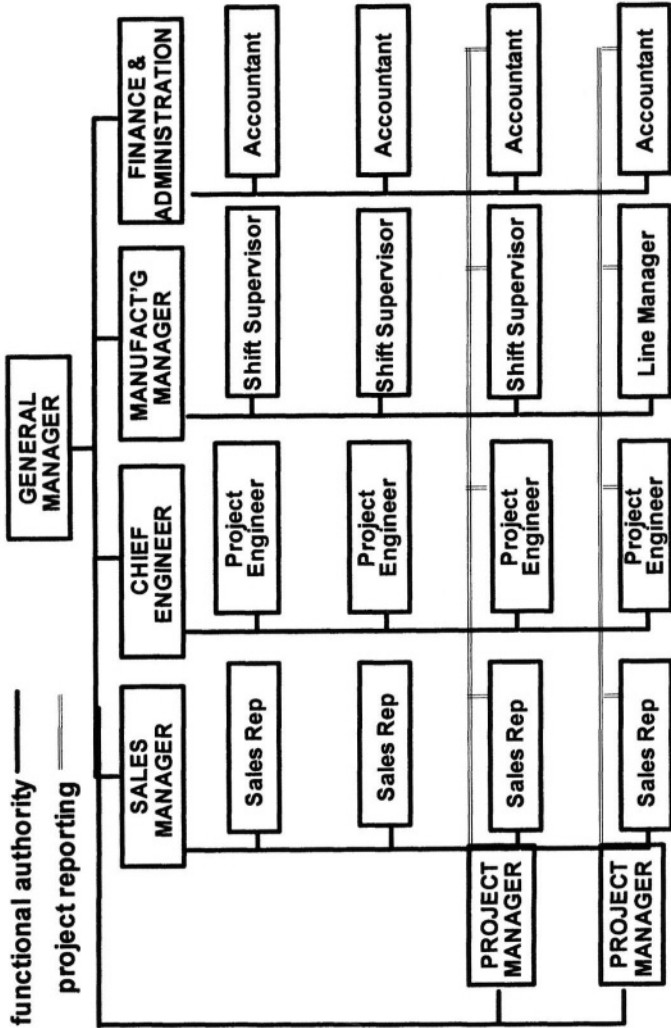 functional authority
project reporting
GENERAL
MANAGER
SALES
MANAGER
CHIEF
ENGINEER
MANUFACT'G
MANAGER
FINANCE &
ADMINISTRATION
Sales Rep
Project
Engineer
Shift Supervisor
Accountant
Sales Rep
Project
Engineer
Shift Supervisor
Accountant
PROJECT
MANAGER
Sales Rep
Project
Engineer
Shift Supervisor
Accountant
PROJECT
MANAGER
Sales Rep
Project
Engineer
Line Manager
Accountant